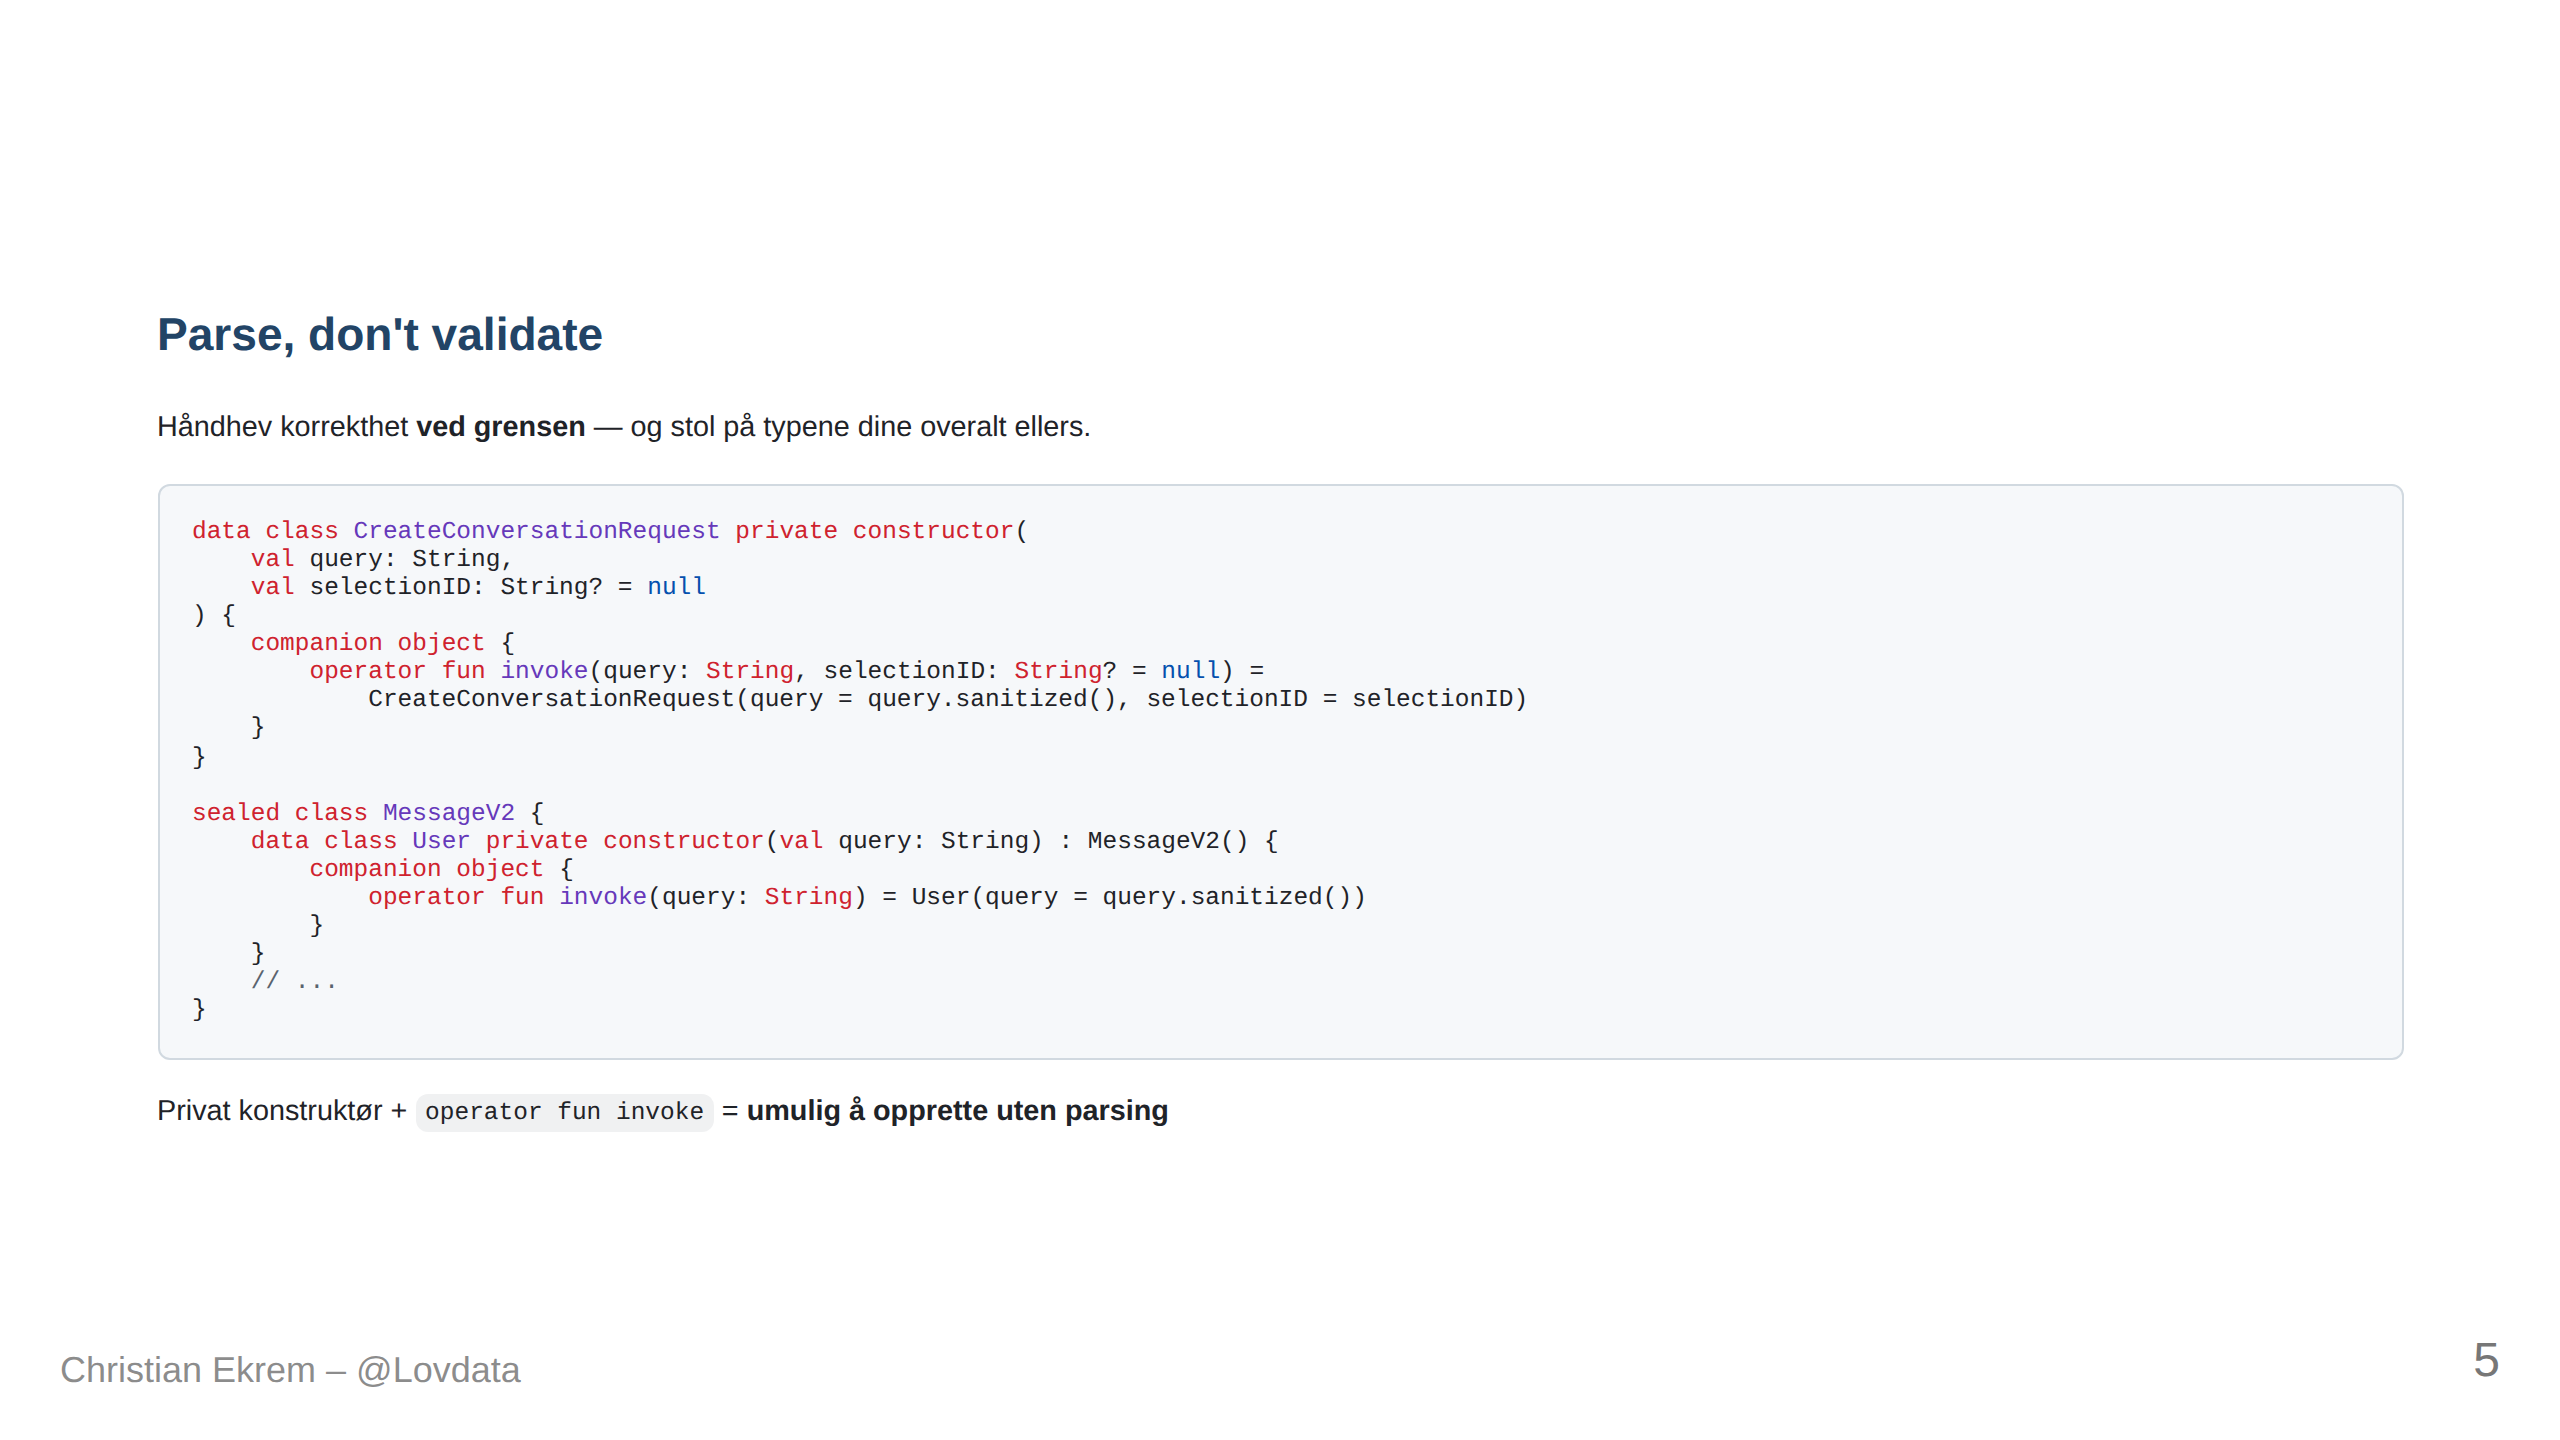 Parse, don't validate
Håndhev korrekthet ved grensen — og stol på typene dine overalt ellers.
data class CreateConversationRequest private constructor(
    val query: String,
    val selectionID: String? = null
) {
    companion object {
        operator fun invoke(query: String, selectionID: String? = null) =
            CreateConversationRequest(query = query.sanitized(), selectionID = selectionID)
    }
}
sealed class MessageV2 {
    data class User private constructor(val query: String) : MessageV2() {
        companion object {
            operator fun invoke(query: String) = User(query = query.sanitized())
        }
    }
    // ...
}
Privat konstruktør + operator fun invoke = umulig å opprette uten parsing
Christian Ekrem – @Lovdata
5